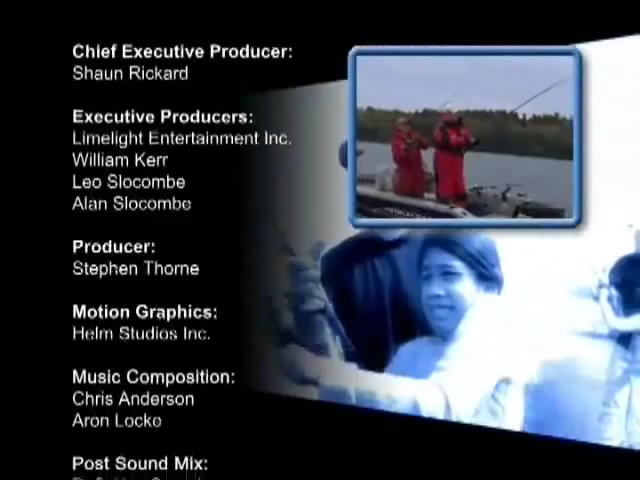 Chief Executive Producer:
Shaun Rickard
Executive Producers:
Limelight Entertainment Inc.
William Kerr
Leo Slocombe
Alan Slocombe
Producer:
Stephen Thorne
Motion Graphics:
Helm Studios Inc.
Music Composition:
Chris Anderson
Aron Locke
Post Sound Mix: